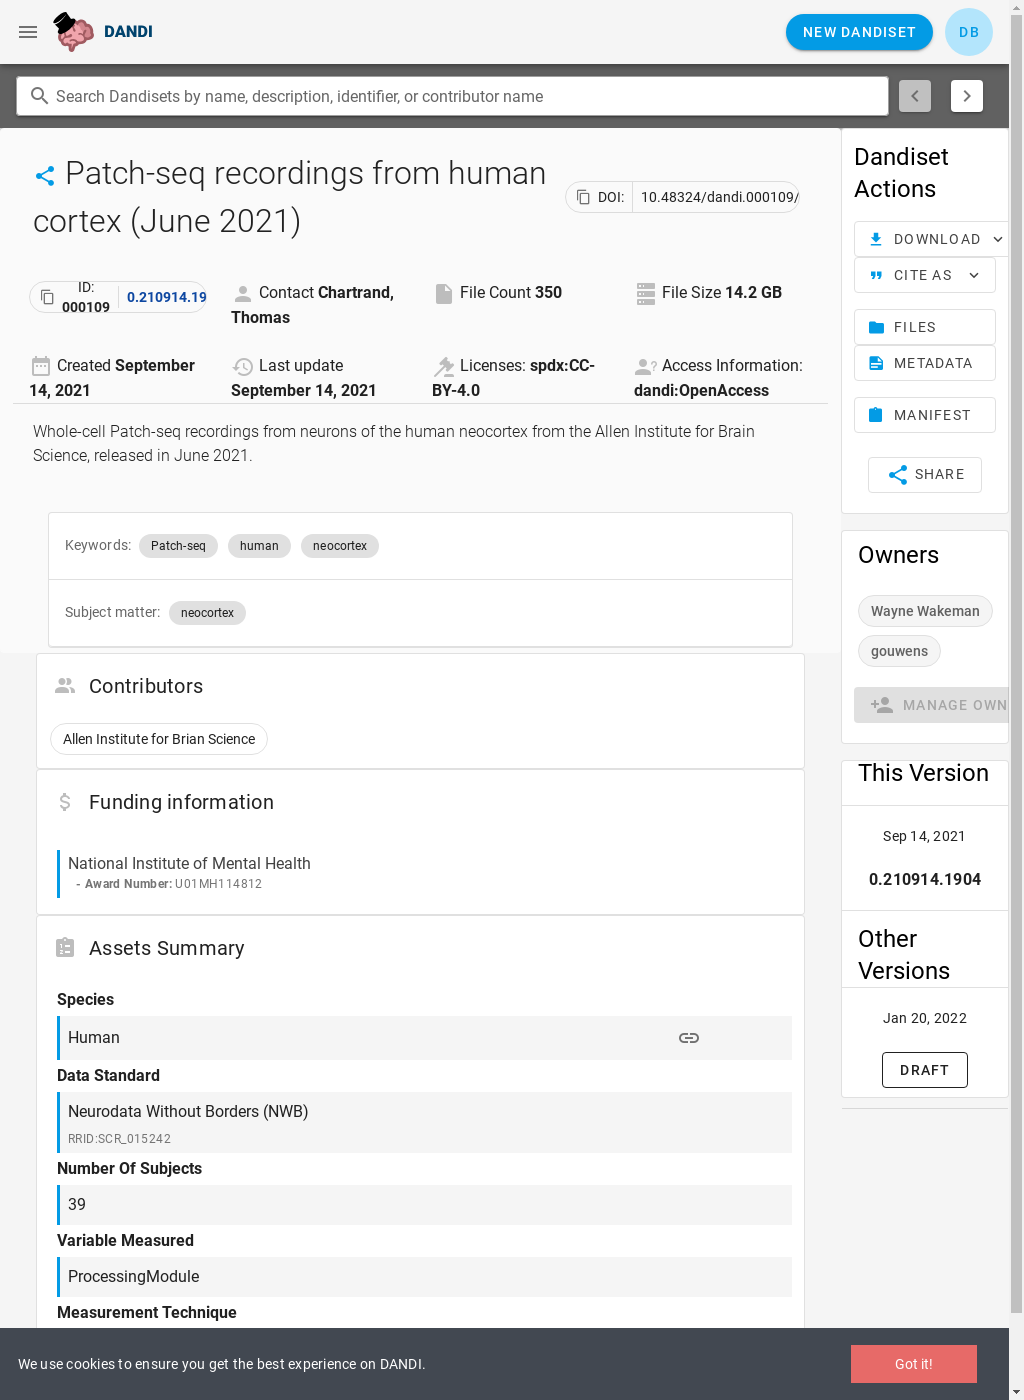 DANDI
NEW DANDISET
DB
Search Dandisets by name, description, identifier, or contributor name
Patch-seq recordings from human
cortex (June 2021)
DOI:
10.48324/dandi.000109/
ID:
000109
0.210914.19
Contact Chartrand,
Thomas
File Count 350
File Size 14.2 GB
Created September
14, 2021
Last update
September 14, 2021
Licenses: spdx:CC-
BY-4.0
Access Information:
dandi:OpenAccess
Whole-cell Patch-seq recordings from neurons of the human neocortex from the Allen Institute for Brain
Science, released in June 2021.
Keywords: Patch-seq human neocortex
Subject matter: neocortex
Contributors
Allen Institute for Brian Science
Funding information
National Institute of Mental Health
- Award Number: U01MH114812
Assets Summary
Species
Human
Data Standard
Neurodata Without Borders (NWB)
RRID:SCR_015242
Number Of Subjects
39
Variable Measured
ProcessingModule
Measurement Technique
Dandiset
Actions
DOWNLOAD
CITE AS
FILES
METADATA
MANIFEST
SHARE
Owners
Wayne Wakeman
gouwens
MANAGE OWN
This Version
Sep 14, 2021
0.210914.1904
Other
Versions
Jan 20, 2022
DRAFT
We use cookies to ensure you get the best experience on DANDI.
Got it!